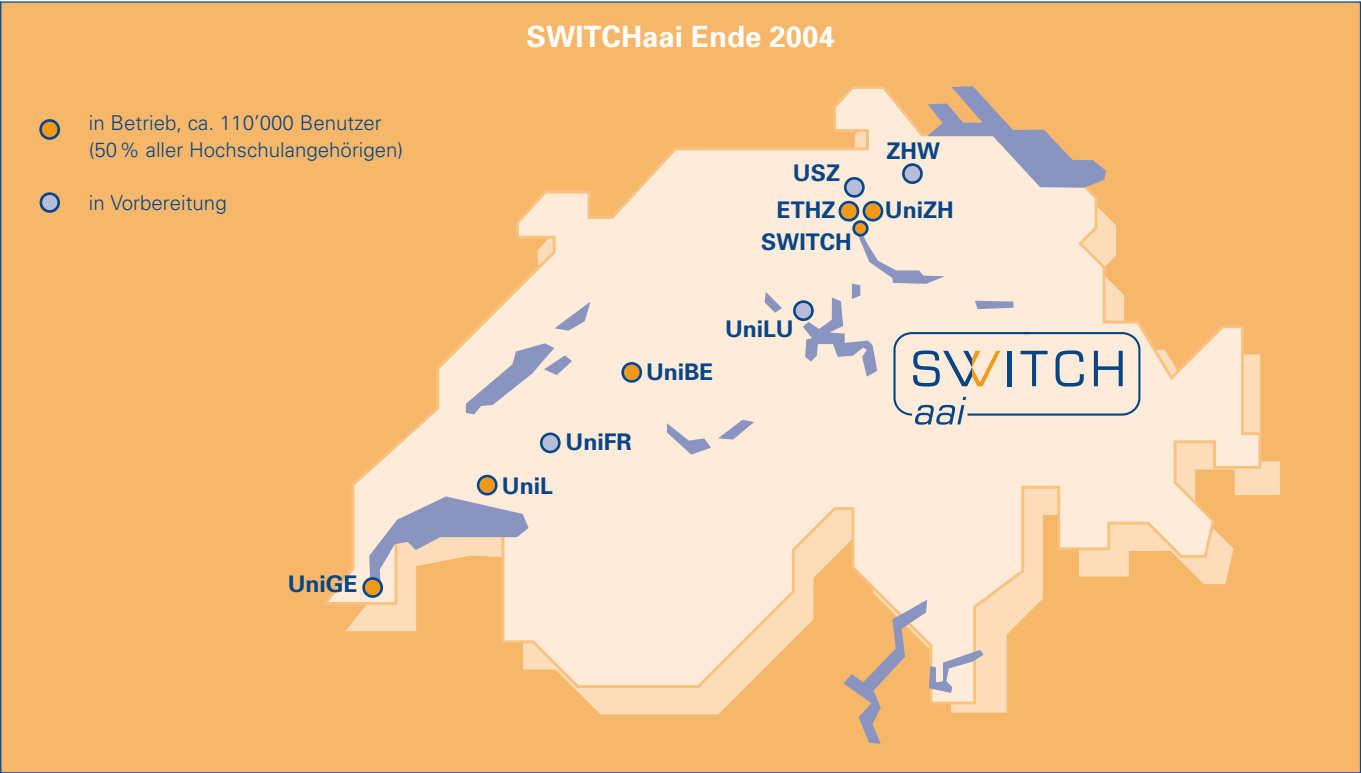 SWITCHaai Ende 2004
in Betrieb, ca. 110’000 Benutzer
(50 % aller Hochschulangehörigen)
in Vorbereitung
ZHW
USZ
ETHZ
UniZH
SWITCH
UniLU
SWITCH
aai
UniBE
UniFR
UniL
UniGE